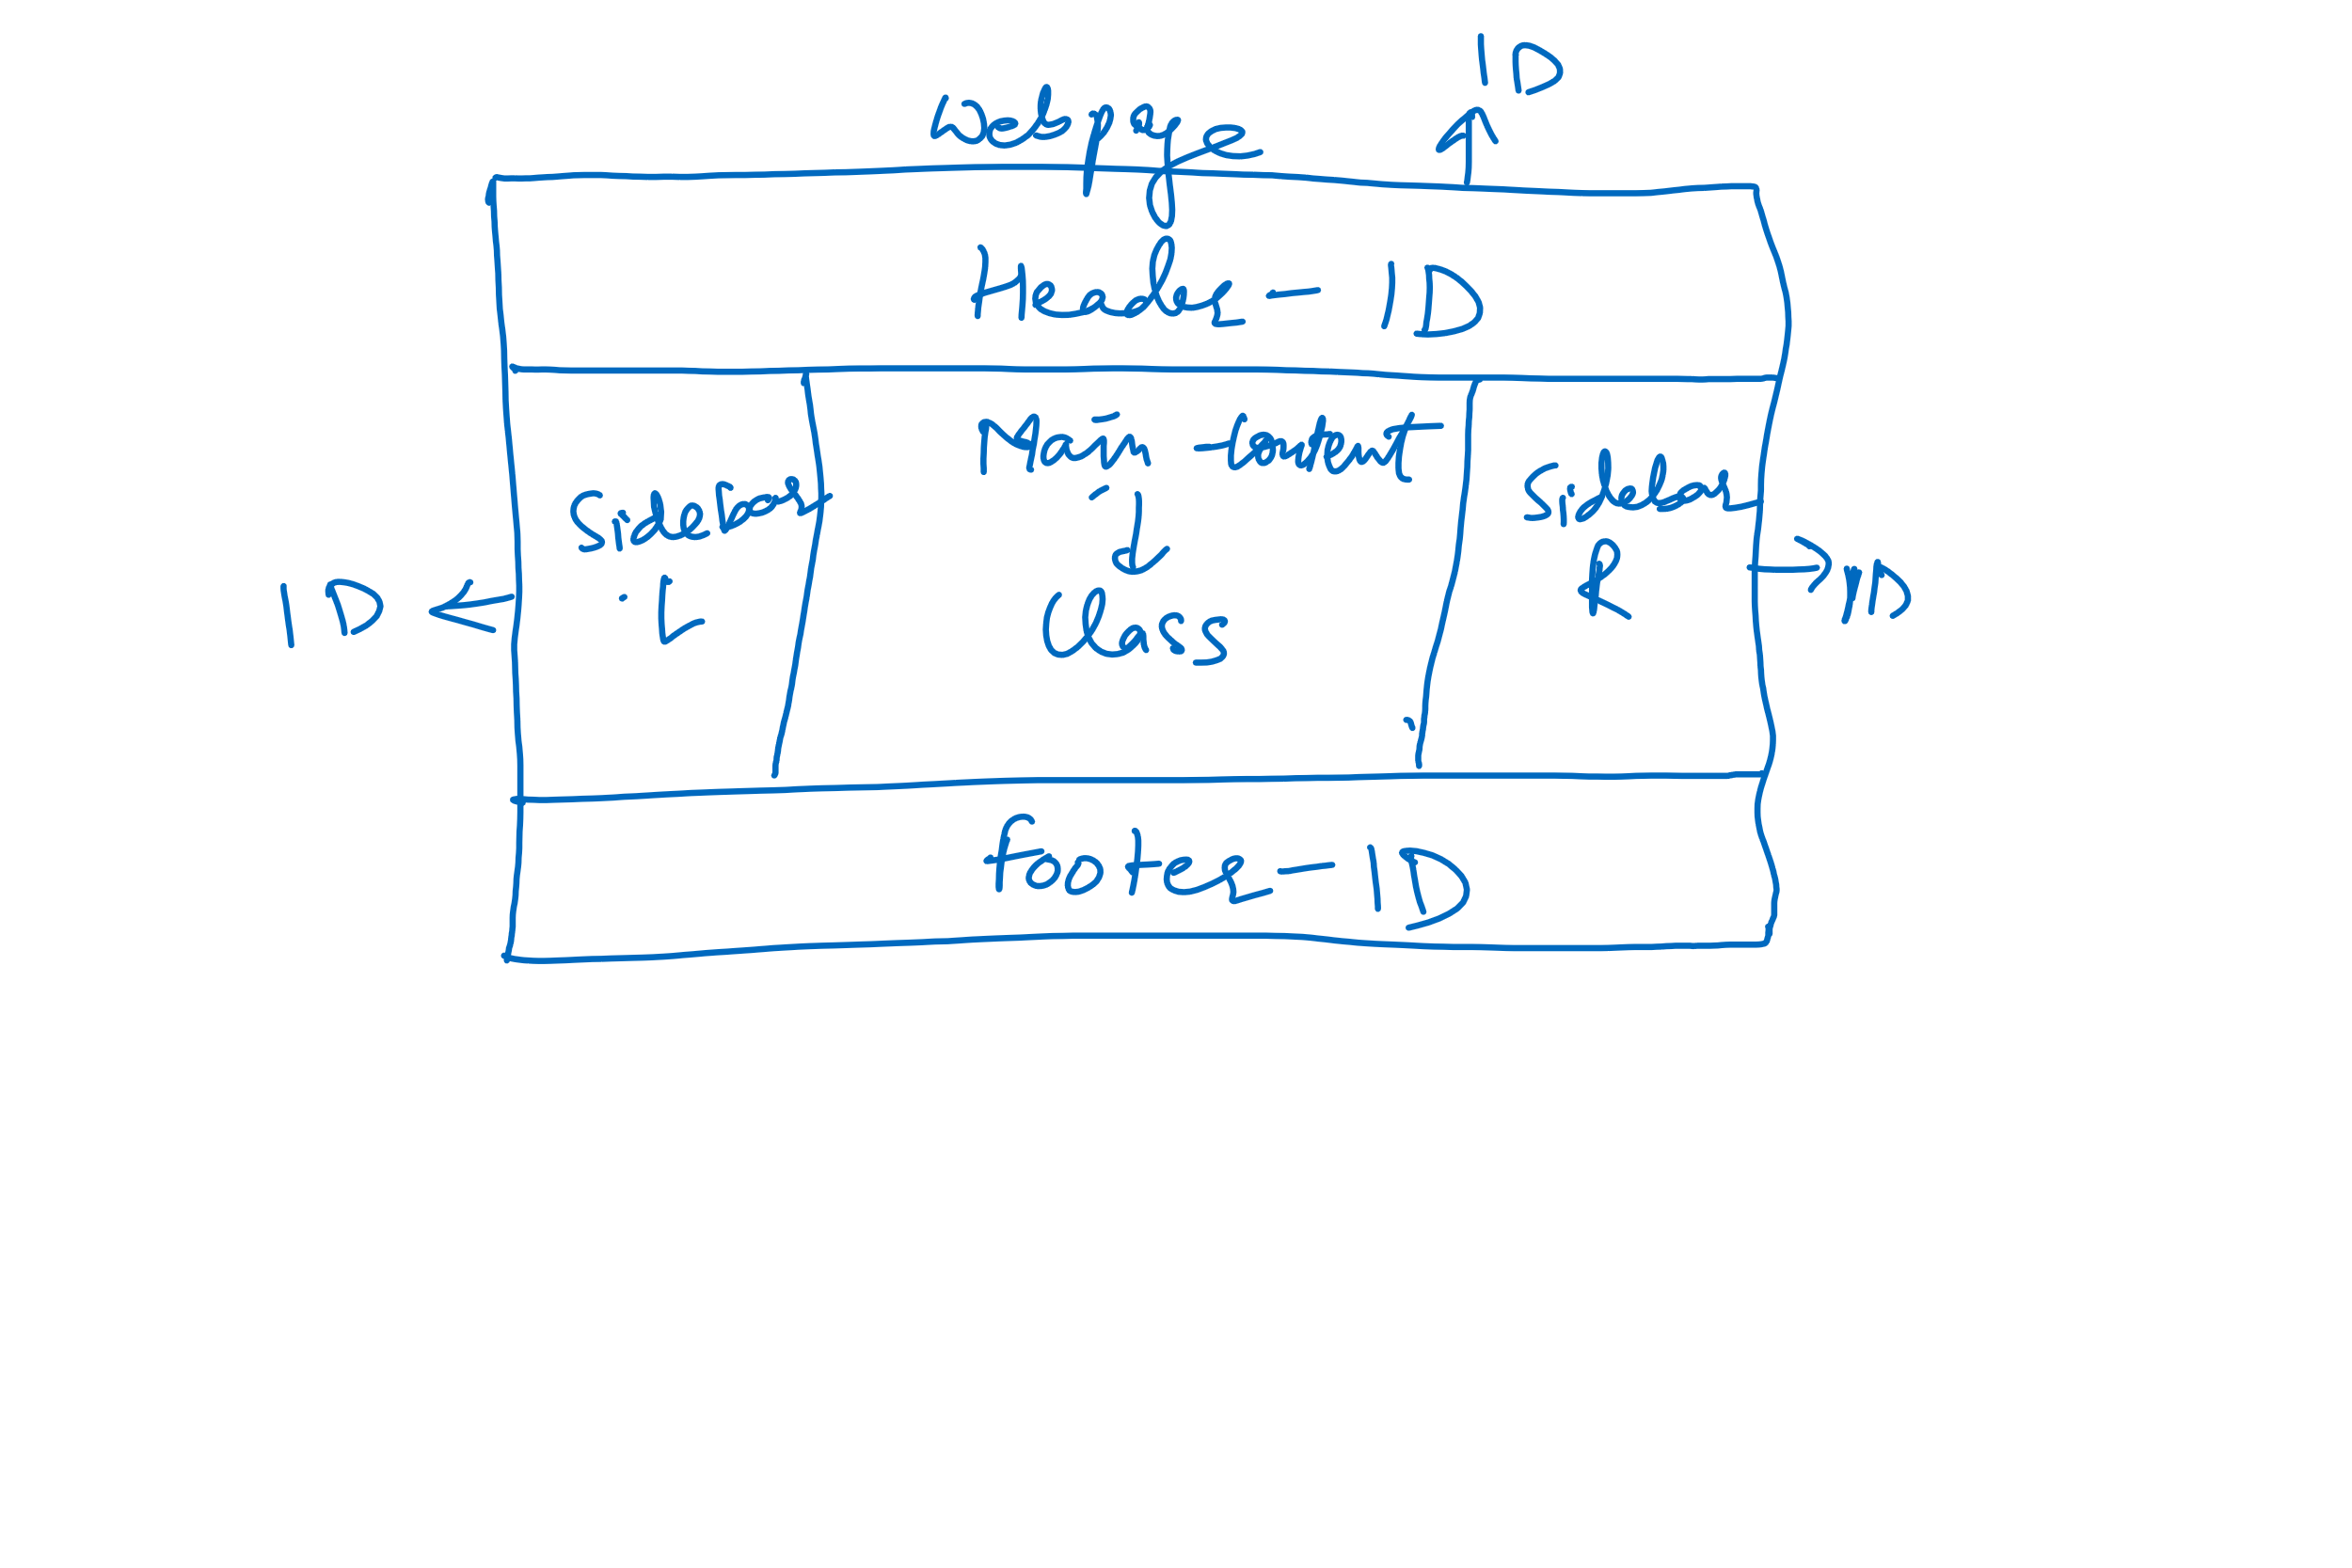 ID
Webpage
Header - ID
Main - content
Sidebar
Sidebar
L
R
ID
ID
Class
footer - ID